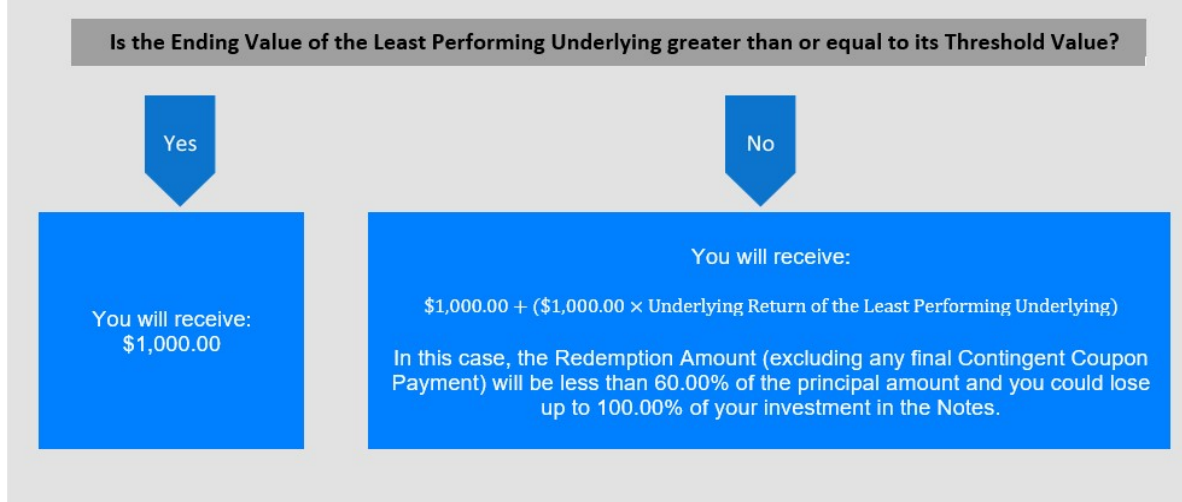 Is the Ending Value of the Least Performing Underlying greater than or equal to its Threshold Value?
Yes
No
You will receive:
$1,000.00
You will receive:
$1,000.00 + ($1,000.00 × Underlying Return of the Least Performing Underlying)
In this case, the Redemption Amount (excluding any final Contingent Coupon
Payment) will be less than 60.00% of the principal amount and you could lose
up to 100.00% of your investment in the Notes.